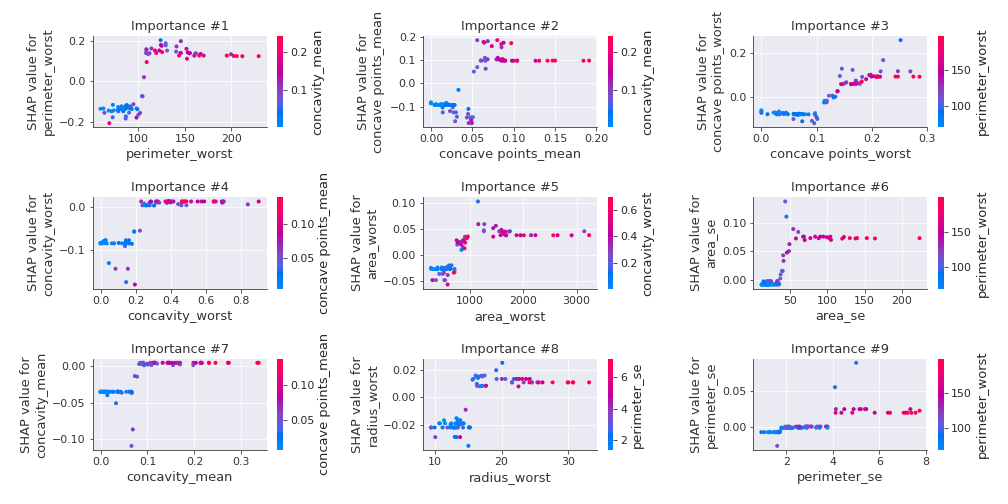 Importance #1
SHAP value for
perimeter_worst
0.2
0.0
−0.2
100
150
200
perimeter_worst
0.2
0.1
concavity_mean
Importance #2
SHAP value for
concave points_mean
0.2
0.1
0.0
−0.1
0.00
0.05
0.10
0.15
0.20
concave points_mean
0.2
0.1
concavity_mean
Importance #3
SHAP value for
concave points_worst
0.2
0.0
0.0
0.1
0.2
0.3
concave points_worst
150
100
perimeter_worst
Importance #4
SHAP value for
concavity_worst
0.0
−0.1
0.0
0.2
0.4
0.6
0.8
concavity_worst
0.10
0.05
concave points_mean
Importance #5
SHAP value for
area_worst
0.10
0.05
0.00
−0.05
1000
2000
3000
area_worst
0.6
0.4
0.2
concavity_worst
Importance #6
SHAP value for
area_se
0.10
0.05
0.00
50
100
150
200
area_se
150
100
perimeter_worst
Importance #7
SHAP value for
concavity_mean
0.00
−0.05
−0.10
0.0
0.1
0.2
0.3
concavity_mean
0.10
0.05
concave points_mean
Importance #8
SHAP value for
radius_worst
0.02
0.00
−0.02
10
20
30
radius_worst
6
4
2
perimeter_se
Importance #9
SHAP value for
perimeter_se
0.05
0.00
2
4
6
8
perimeter_se
150
100
perimeter_worst